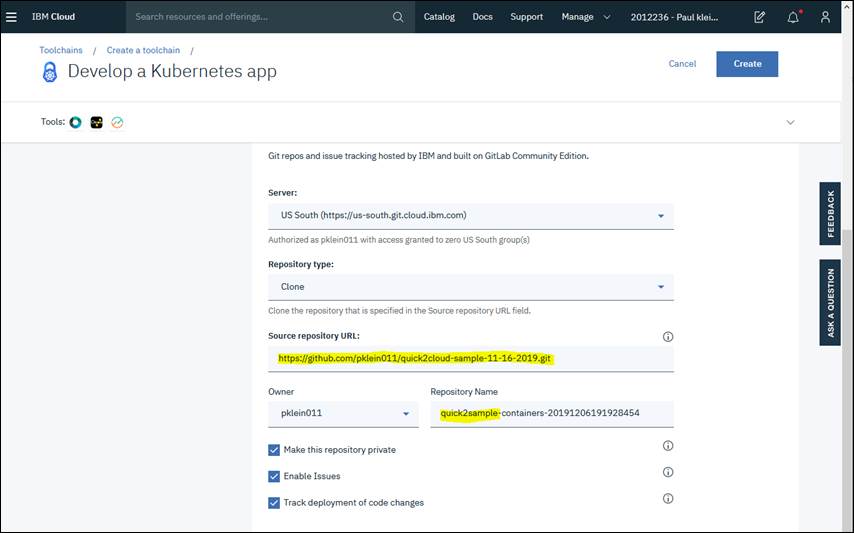 IBM Cloud
Search resources and offerings...
Catalog
Docs
Support
Manage
2012236 - Paul klei...
Toolchains / Create a toolchain /
Develop a Kubernetes app
Cancel
Create
Tools:
Git repos and issue tracking hosted by IBM and built on GitLab Community Edition.
Server:
US South (https://us-south.git.cloud.ibm.com)
Authorized as pklein011 with access granted to zero US South group(s)
Repository type:
Clone
Clone the repository that is specified in the Source repository URL field.
Source repository URL:
https://github.com/pklein011/quick2cloud-sample-11-16-2019.git
Owner
Repository Name
pklein011
quick2sample-containers-20191206191928454
Make this repository private
Enable Issues
Track deployment of code changes
FEEDBACK
ASK A QUESTION